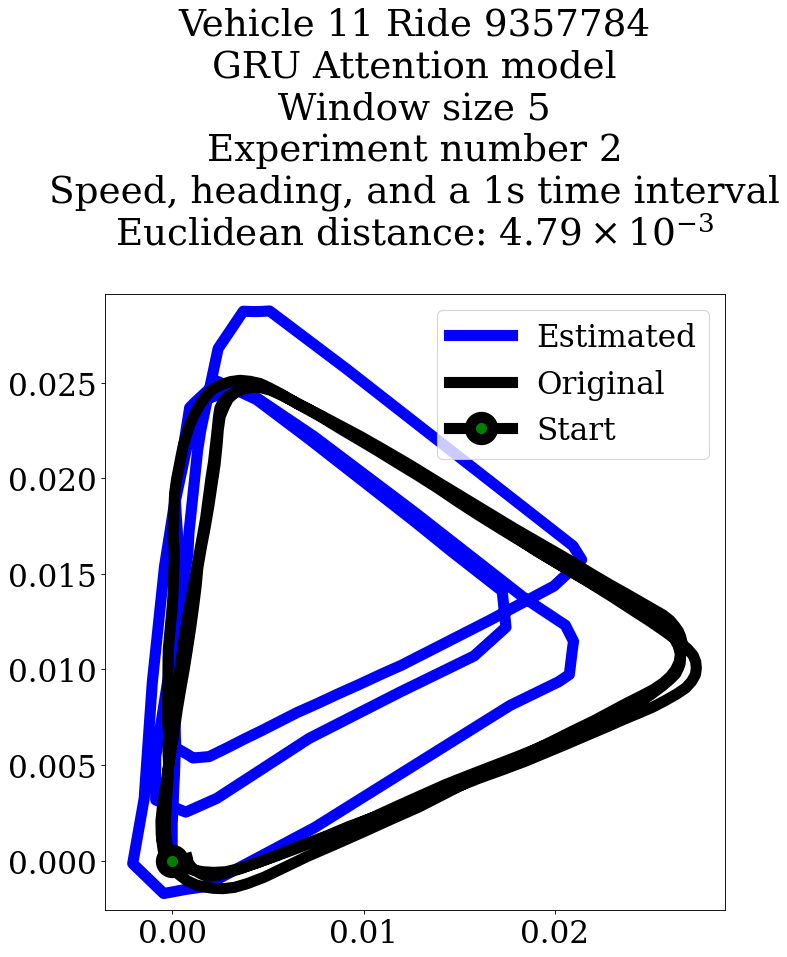 Vehicle 11 Ride 9357784
GRU Attention model
Window size 5
Experiment number 2
Speed, heading, and a 1s time interval
Euclidean distance: 4.79 × 10⁻³
Estimated
Original
Start
0.025
0.020
0.015
0.010
0.005
0.000
0.00 0.01 0.02